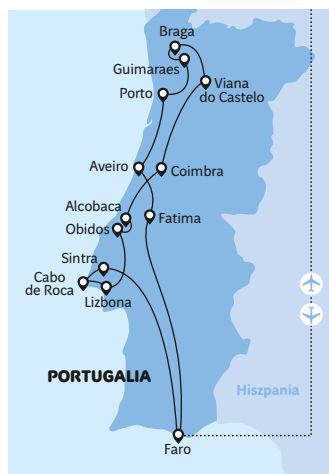 Braga
Guimaraes
Viana
do Castelo
Porto
Aveiro
Coimbra
Alcobaca
Obidos
Fatima
Sintra
Cabo
de Roca
Lizbona
PORTUGALIA
Hiszpania
Faro